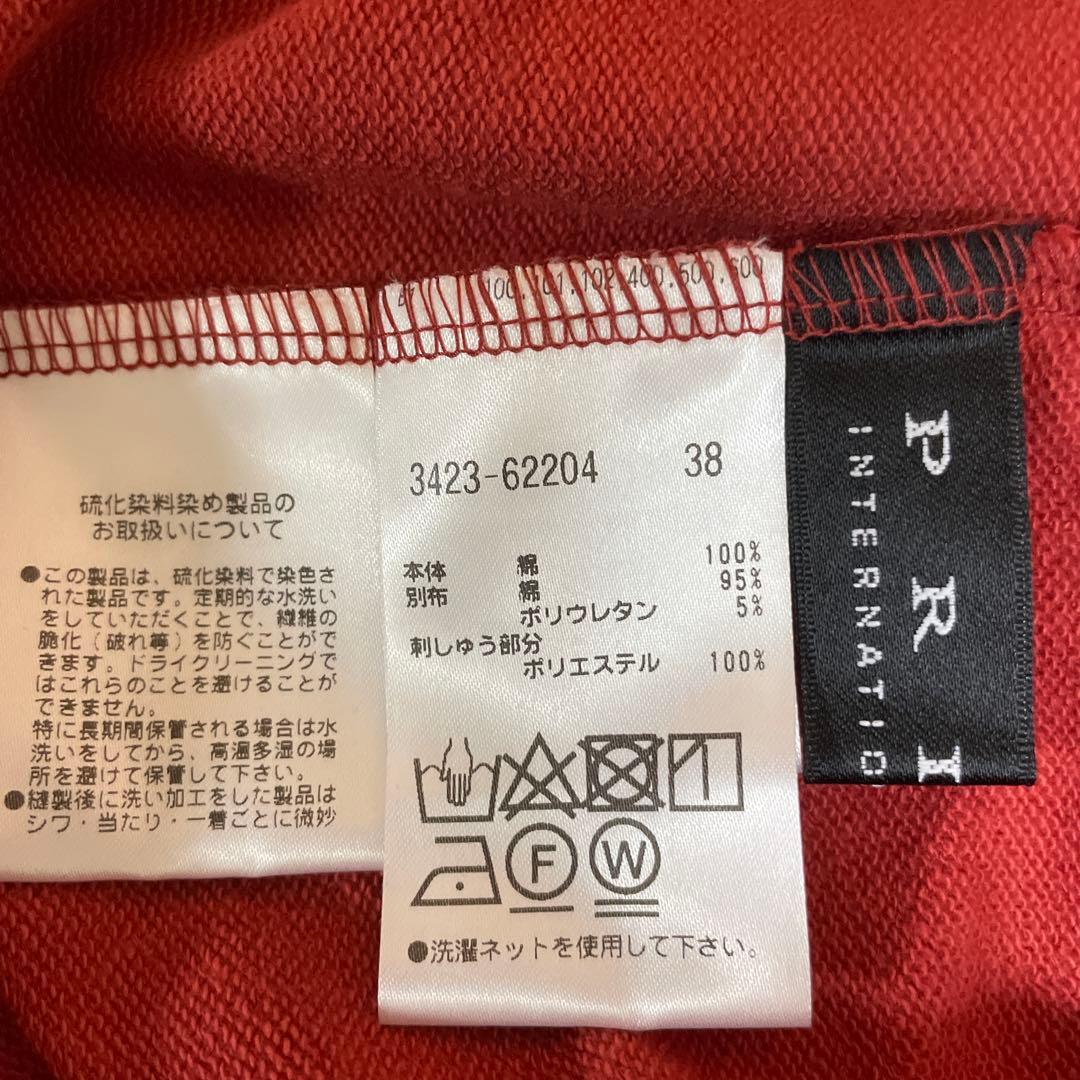 硫化染料染め製品の
お取扱いについて
●この製品は、硫化染料で染色さ
れた製品です。定期的な水洗い
をしていただくことで、繊維の
脆化(破れ等)を防ぐことがで
きます。ドライクリーニングで
はこれらのことを避けることが
できません。
特に長期間保管される場合は水
洗いをしてから、高温多湿の場
所を避けて保管して下さい。
●縫製後に洗い加工をした製品は
シワ・当たり・一着ごとに微妙
100,101,102,400,500,600
3423-62204 38
本体 綿 100%
別布 綿 95%
ポリウレタン 5%
刺しゅう部分
ポリエステル 100%
F W
●洗濯ネットを使用して下さい。
P R I
INTERNATIO